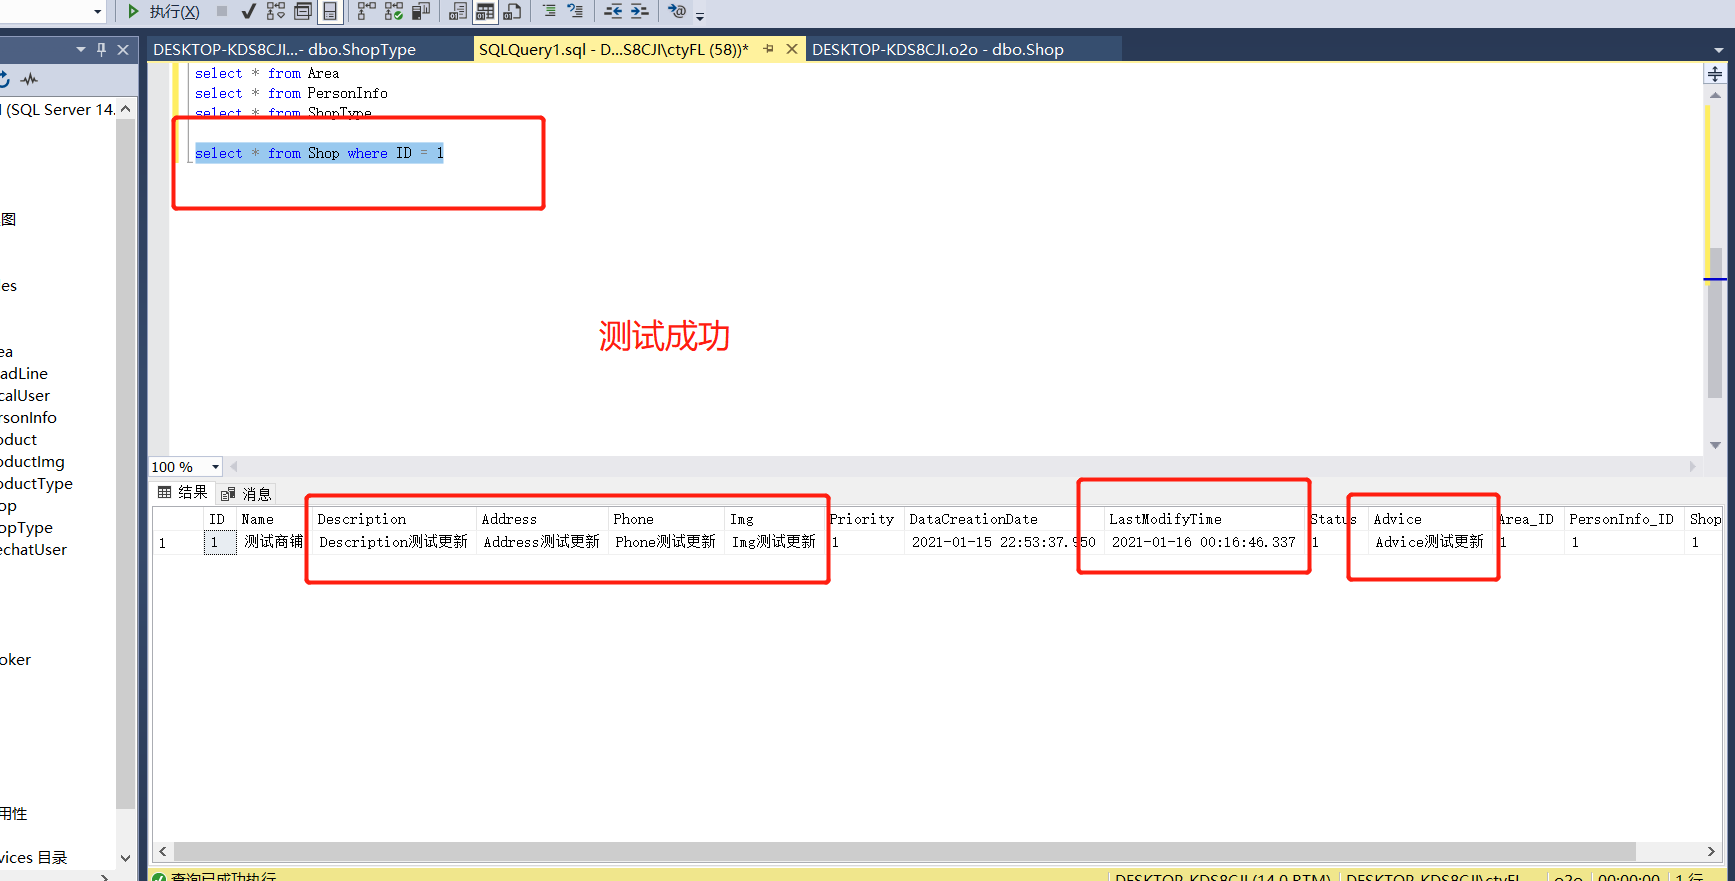 执行(X)
DESKTOP-KDS8CJI...- dbo.ShopType
SQLQuery1.sql - D...S8CJI\ctyFL (58))*
DESKTOP-KDS8CJI.o2o - dbo.Shop
(SQL Server 14.
图
es
ea
adLine
calUser
rsonInfo
oduct
oductImg
oductType
op
opType
echatUser
oker
用性
vices 目录
select * from Area
select * from PersonInfo
select * from ShopType
select * from Shop where ID = 1
测试成功
100 %
结果 消息
ID Name Description Address Phone Img Priority DataCreationDate LastModifyTime Status Advice Area_ID PersonInfo_ID Shop
1 1 测试商铺 Description测试更新 Address测试更新 Phone测试更新 Img测试更新 1 2021-01-15 22:53:37.950 2021-01-16 00:16:46.337 1 Advice测试更新 1 1 1
查询已成功执行 DESKTOP-KDS8CJI (14.0 RTM) DESKTOP-KDS8CJI\ctyFL o2o 00:00:00 1 行